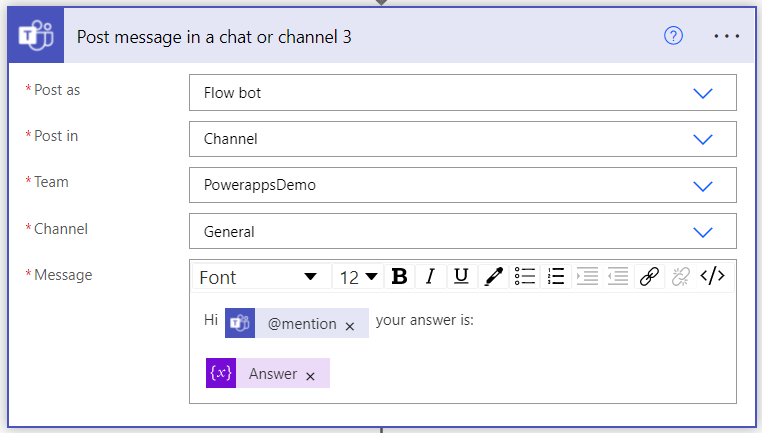 Post message in a chat or channel 3
* Post as
Flow bot
* Post in
Channel
* Team
PowerappsDemo
* Channel
General
* Message
Font 12 B I U </>
Hi @mention × your answer is:
{x} Answer ×